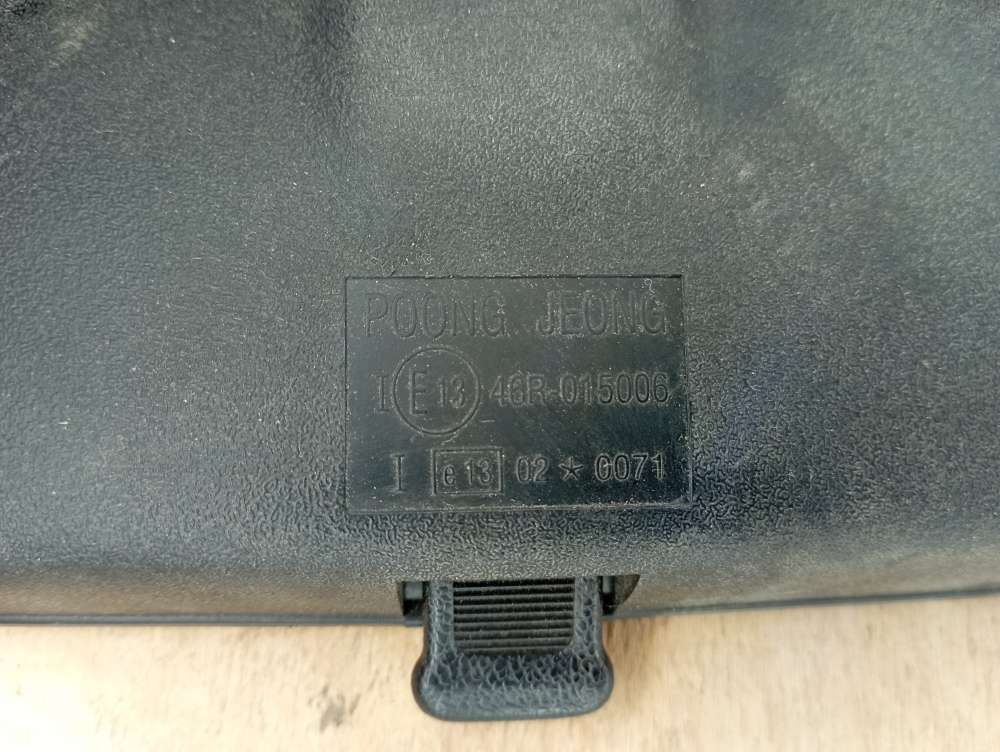 POONG JEONG
I E13 46R-015006
I e13 02 ★ 0071